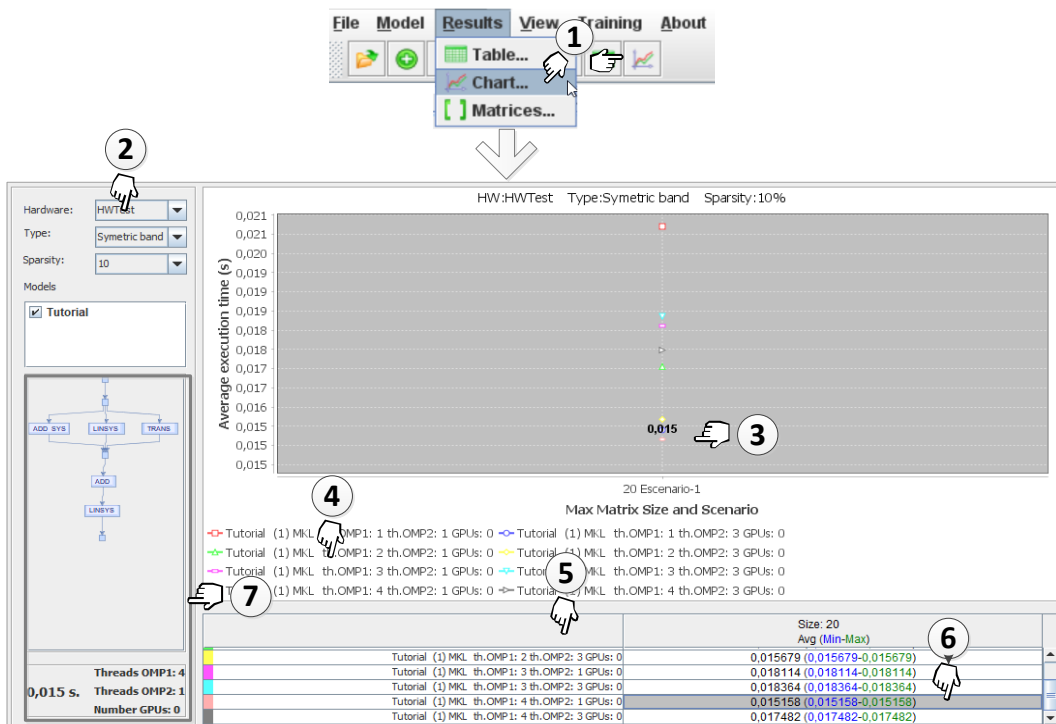 File Model Results View Training About
1
Table...
Chart...
Matrices...
2
Hardware: HWTest
Type: Symetric band
Sparsity: 10
Models
Tutorial
ADD SYS LINSYS TRANS
ADD
LINSYS
7
0,015 s.
Threads OMP1: 4
Threads OMP2: 1
Number GPUs: 0
HW:HWTest Type:Symetric band Sparsity:10%
Average execution time (s)
0,021
0,021
0,020
0,019
0,019
0,019
0,018
0,018
0,017
0,017
0,016
0,015
0,015
0,015
0,015
3
20 Escenario-1
Max Matrix Size and Scenario
4
Tutorial (1) MKL OMP1: 1 th.OMP2: 1 GPUs: 0 Tutorial (1) MKL th.OMP1: 1 th.OMP2: 3 GPUs: 0
Tutorial (1) MKL th.OMP1: 2 th.OMP2: 1 GPUs: 0 Tutorial (1) MKL th.OMP1: 2 th.OMP2: 3 GPUs: 0
Tutorial (1) MKL th.OMP1: 3 th.OMP2: 1 GPUs: 0 Tutorial MKL th.OMP1: 3 th.OMP2: 3 GPUs: 0
(1) MKL th.OMP1: 4 th.OMP2: 1 GPUs: 0 Tutorial (1) MKL th.OMP1: 4 th.OMP2: 3 GPUs: 0
5
Size: 20
Avg (Min-Max)
6
Tutorial (1) MKL th.OMP1: 2 th.OMP2: 3 GPUs: 0 0,015679 (0,015679-0,015679)
Tutorial (1) MKL th.OMP1: 3 th.OMP2: 1 GPUs: 0 0,018114 (0,018114-0,018114)
Tutorial (1) MKL th.OMP1: 3 th.OMP2: 3 GPUs: 0 0,018364 (0,018364-0,018364)
Tutorial (1) MKL th.OMP1: 4 th.OMP2: 1 GPUs: 0 0,015158 (0,015158-0,015158)
Tutorial (1) MKL th.OMP1: 4 th.OMP2: 3 GPUs: 0 0,017482 (0,017482-0,017482)